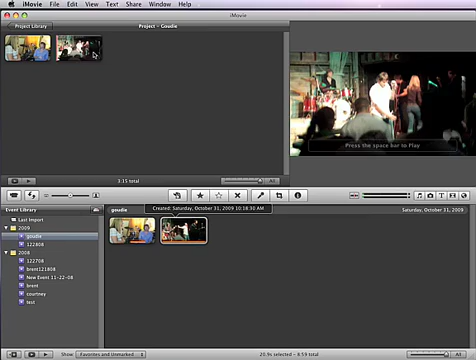 iMovie File Edit View Text Share Window Help
iMovie
Project Library
Project - Goudie
Press the space bar to Play
3:15 total
All
Event Library
Last Import
2009
goudie
122808
2008
122708
brent121808
New Event 11-22-08
brent
courtney
test
goudie
Created: Saturday, October 31, 2009 10:38:30 AM
Saturday, October 31, 2009
Show: Favorites and Unmarked
20.9s selected - 6:59 total
All